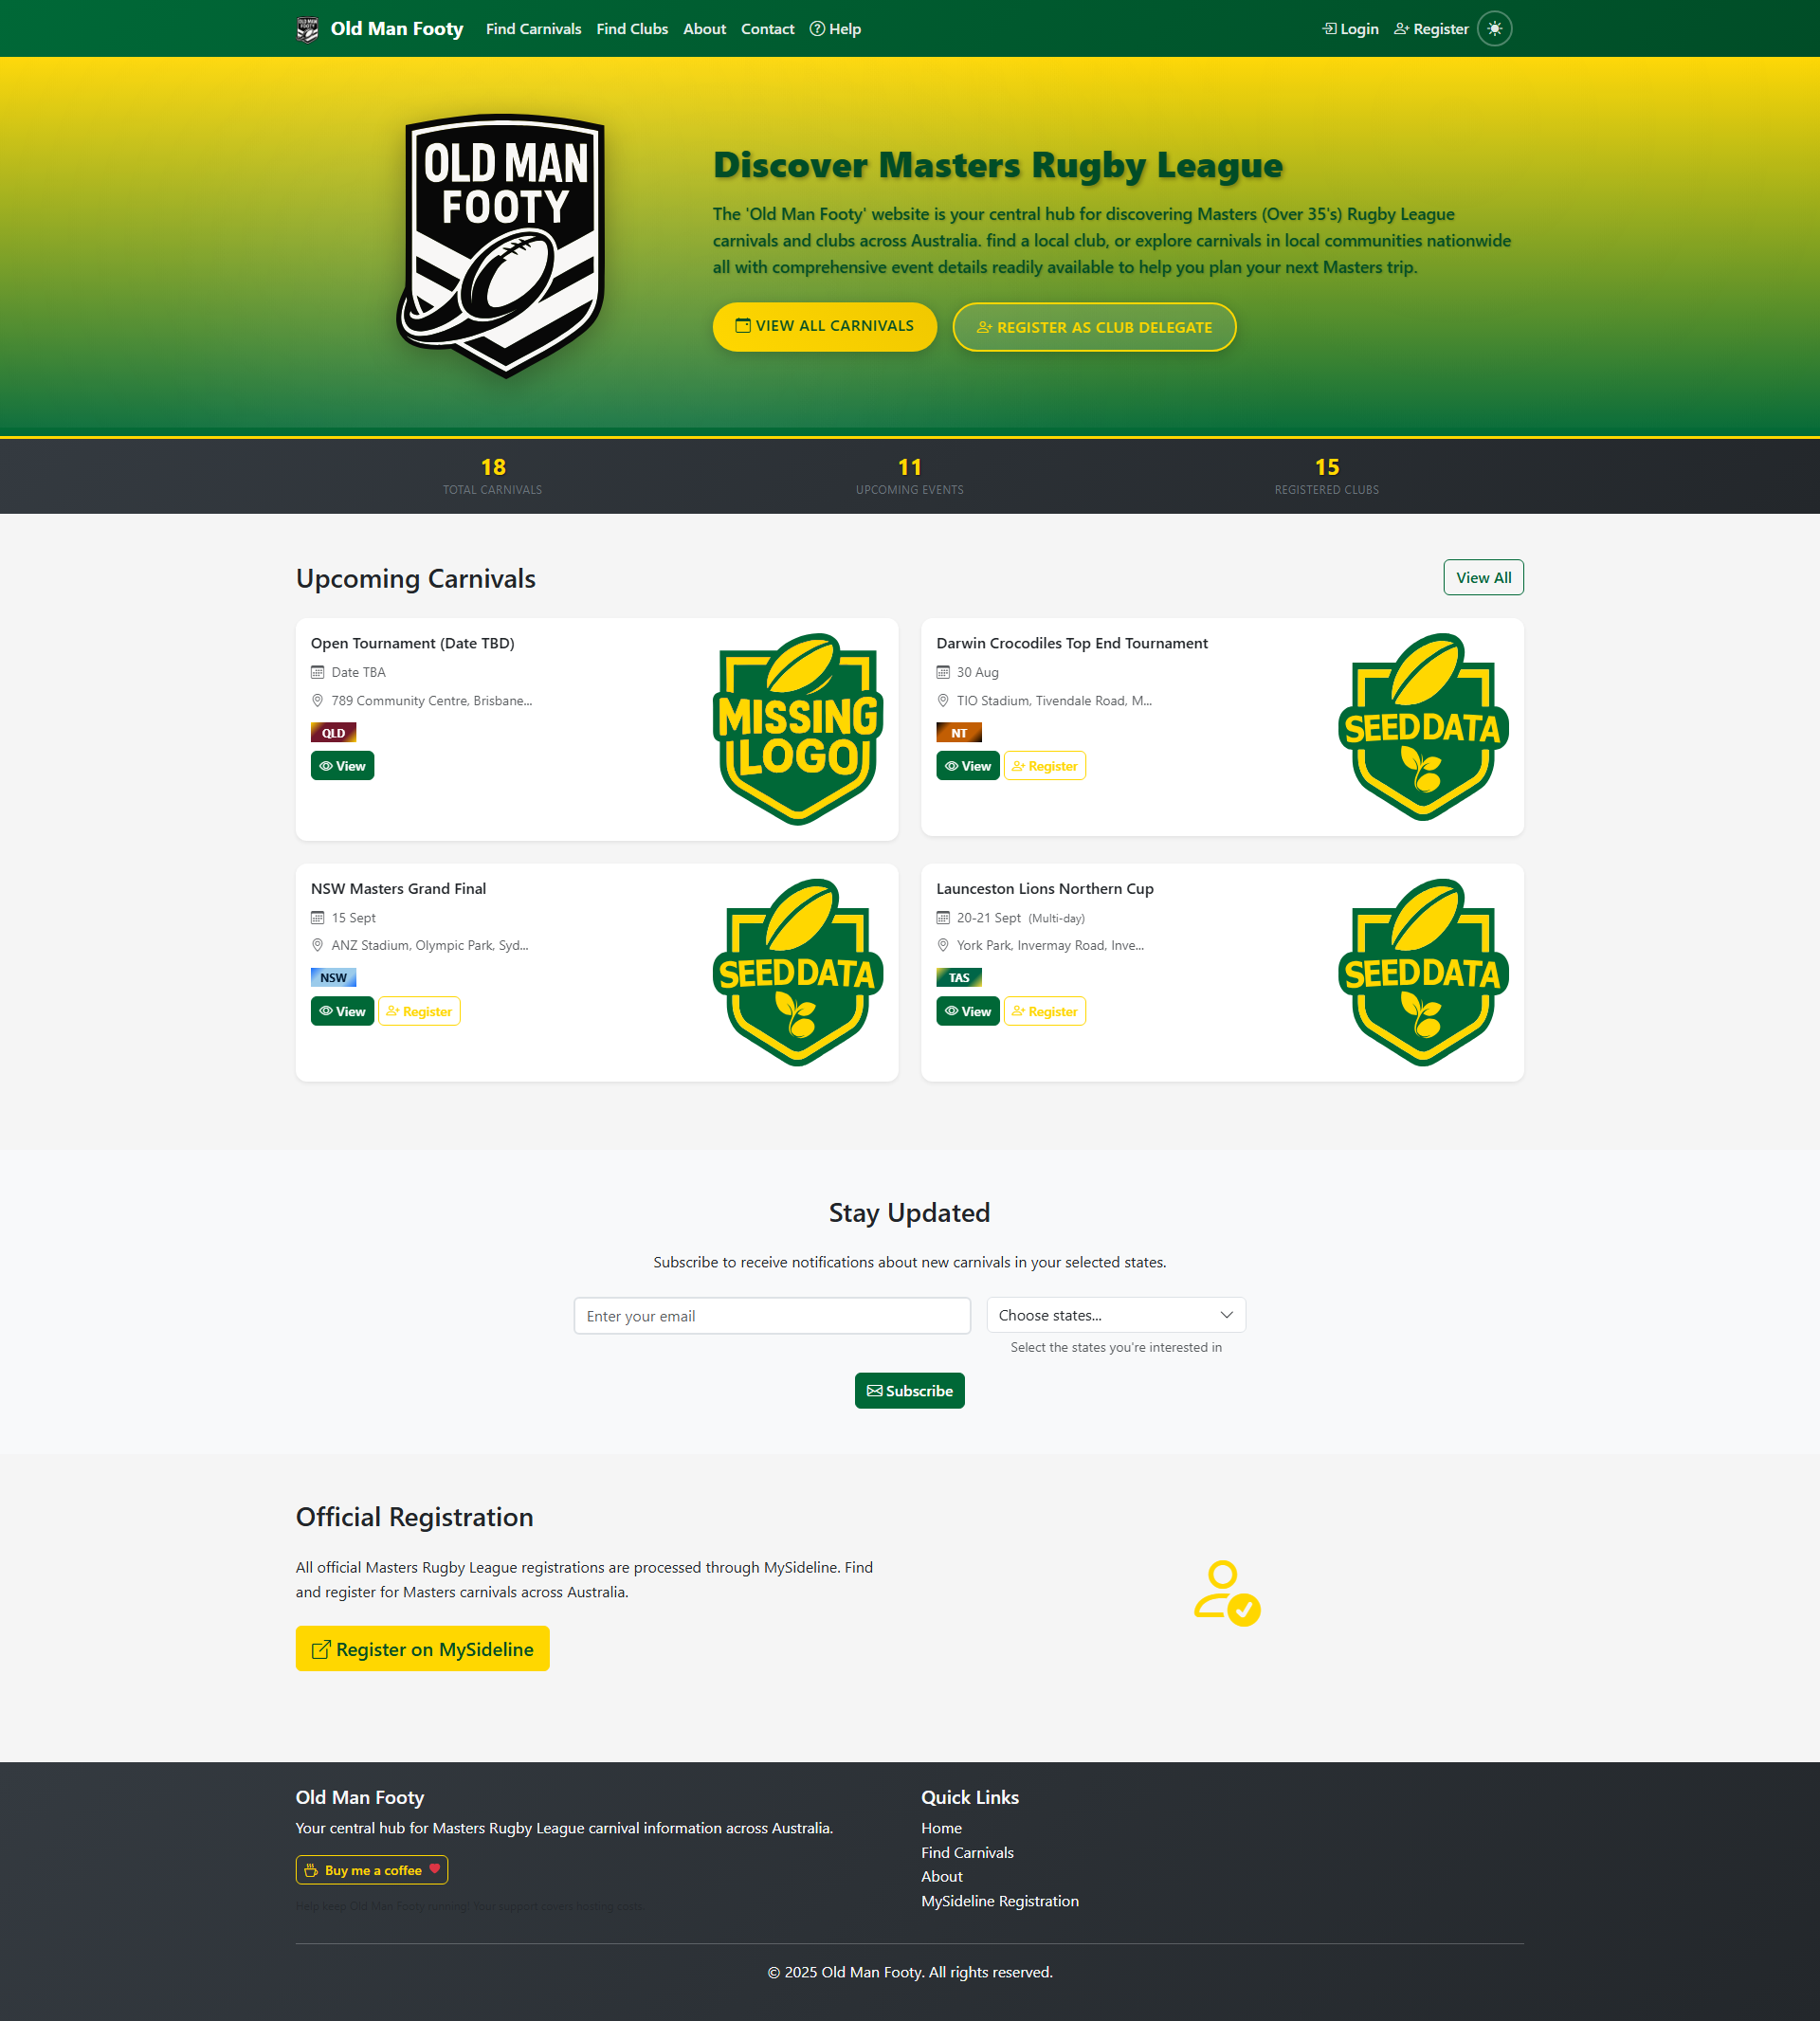 Old Man Footy
Find Carnivals
Find Clubs
About
Contact
Help
Login
Register
OLD MAN
FOOTY
Discover Masters Rugby League
The 'Old Man Footy' website is your central hub for discovering Masters (Over 35's) Rugby League
carnivals and clubs across Australia. find a local club, or explore carnivals in local communities nationwide
all with comprehensive event details readily available to help you plan your next Masters trip.
VIEW ALL CARNIVALS
REGISTER AS CLUB DELEGATE
18
TOTAL CARNIVALS
11
UPCOMING EVENTS
15
REGISTERED CLUBS
Upcoming Carnivals
View All
Open Tournament (Date TBD)
Date TBA
789 Community Centre, Brisbane...
QLD
View
MISSING
LOGO
Darwin Crocodiles Top End Tournament
30 Aug
TIO Stadium, Tivendale Road, M...
NT
View
Register
SEED DATA
NSW Masters Grand Final
15 Sept
ANZ Stadium, Olympic Park, Syd...
NSW
View
Register
SEED DATA
Launceston Lions Northern Cup
20-21 Sept (Multi-day)
York Park, Invermay Road, Inve...
TAS
View
Register
SEED DATA
Stay Updated
Subscribe to receive notifications about new carnivals in your selected states.
Enter your email
Choose states...
Select the states you're interested in
Subscribe
Official Registration
All official Masters Rugby League registrations are processed through MySideline. Find
and register for Masters carnivals across Australia.
Register on MySideline
Old Man Footy
Your central hub for Masters Rugby League carnival information across Australia.
Buy me a coffee
Help keep Old Man Footy running! Your support covers hosting costs.
Quick Links
Home
Find Carnivals
About
MySideline Registration
© 2025 Old Man Footy. All rights reserved.